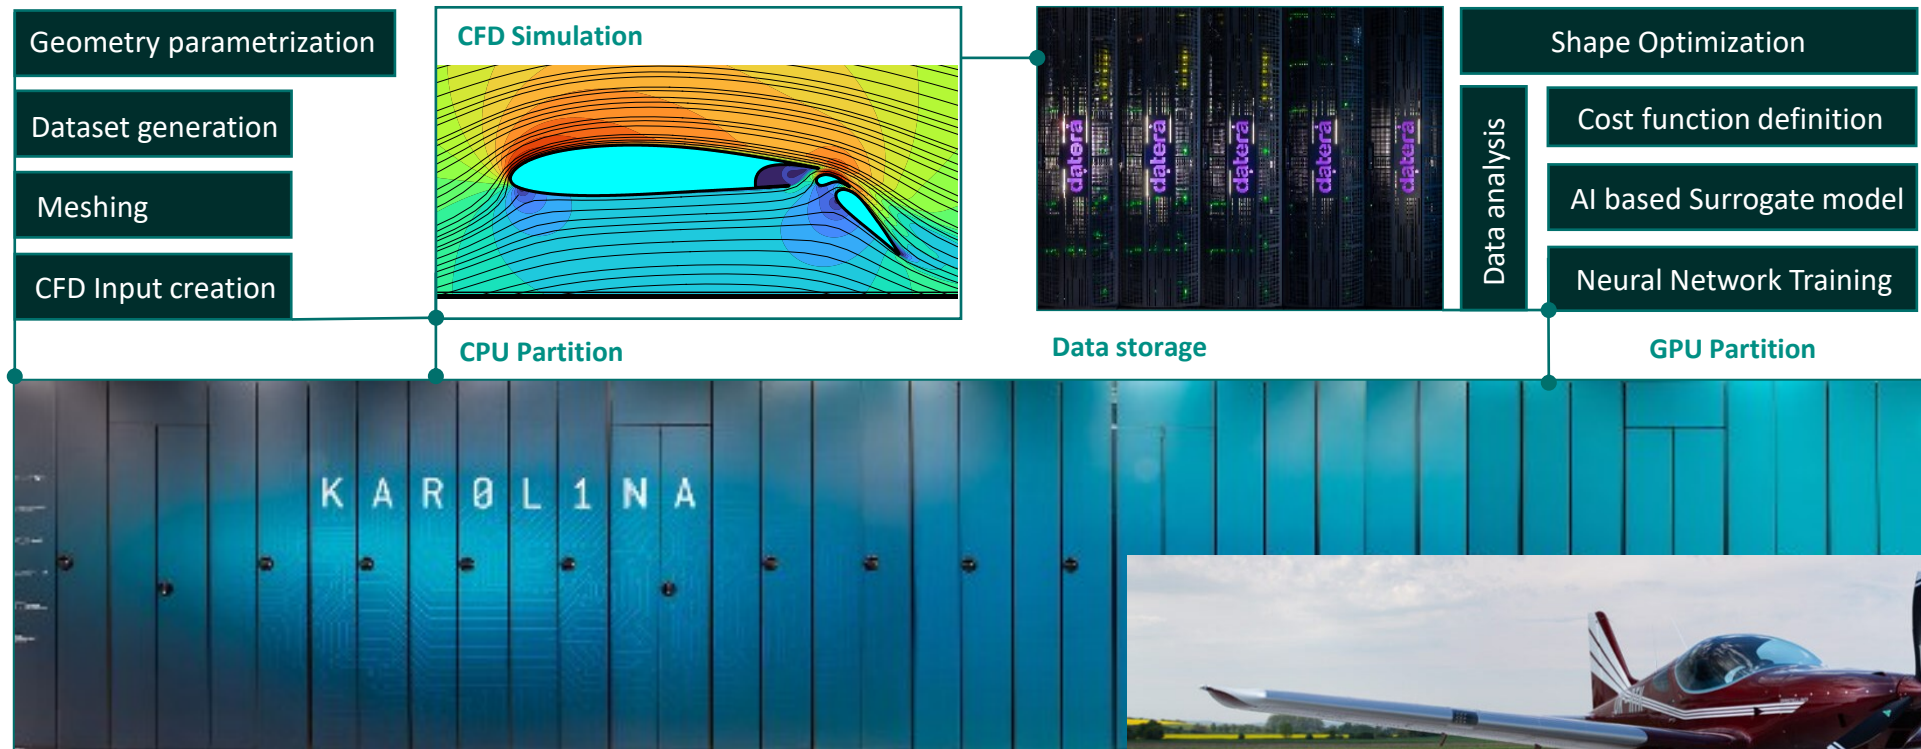 Geometry parametrization
Dataset generation
Meshing
CFD Input creation
CFD Simulation
CPU Partition
datera
datera
datera
datera
datera
Data storage
Shape Optimization
Data analysis
Cost function definition
AI based Surrogate model
Neural Network Training
GPU Partition
KAR0L1NA